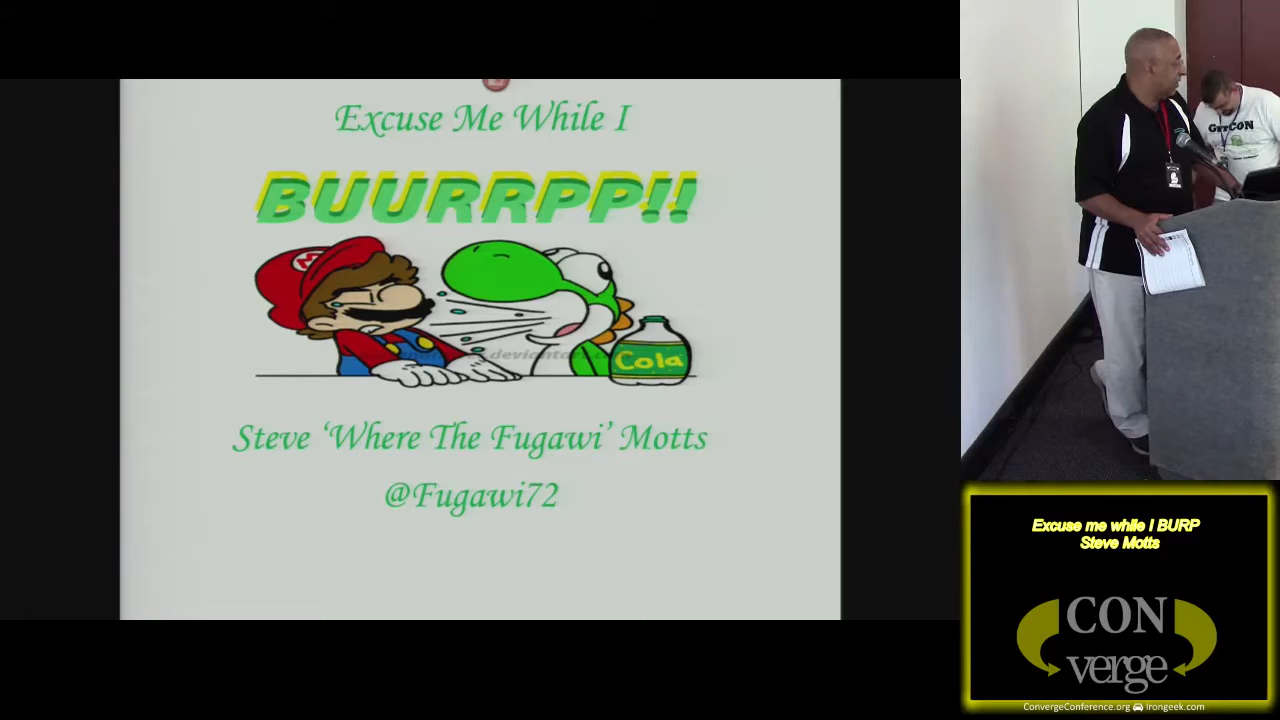 Excuse Me While I
BUURRPP!!
M
Cola
Steve ‘Where The Fugawi’ Motts
@Fugawi72
Excuse me while I BURP
Steve Motts
CON
verge
ConvergeConference.org Irongeek.com